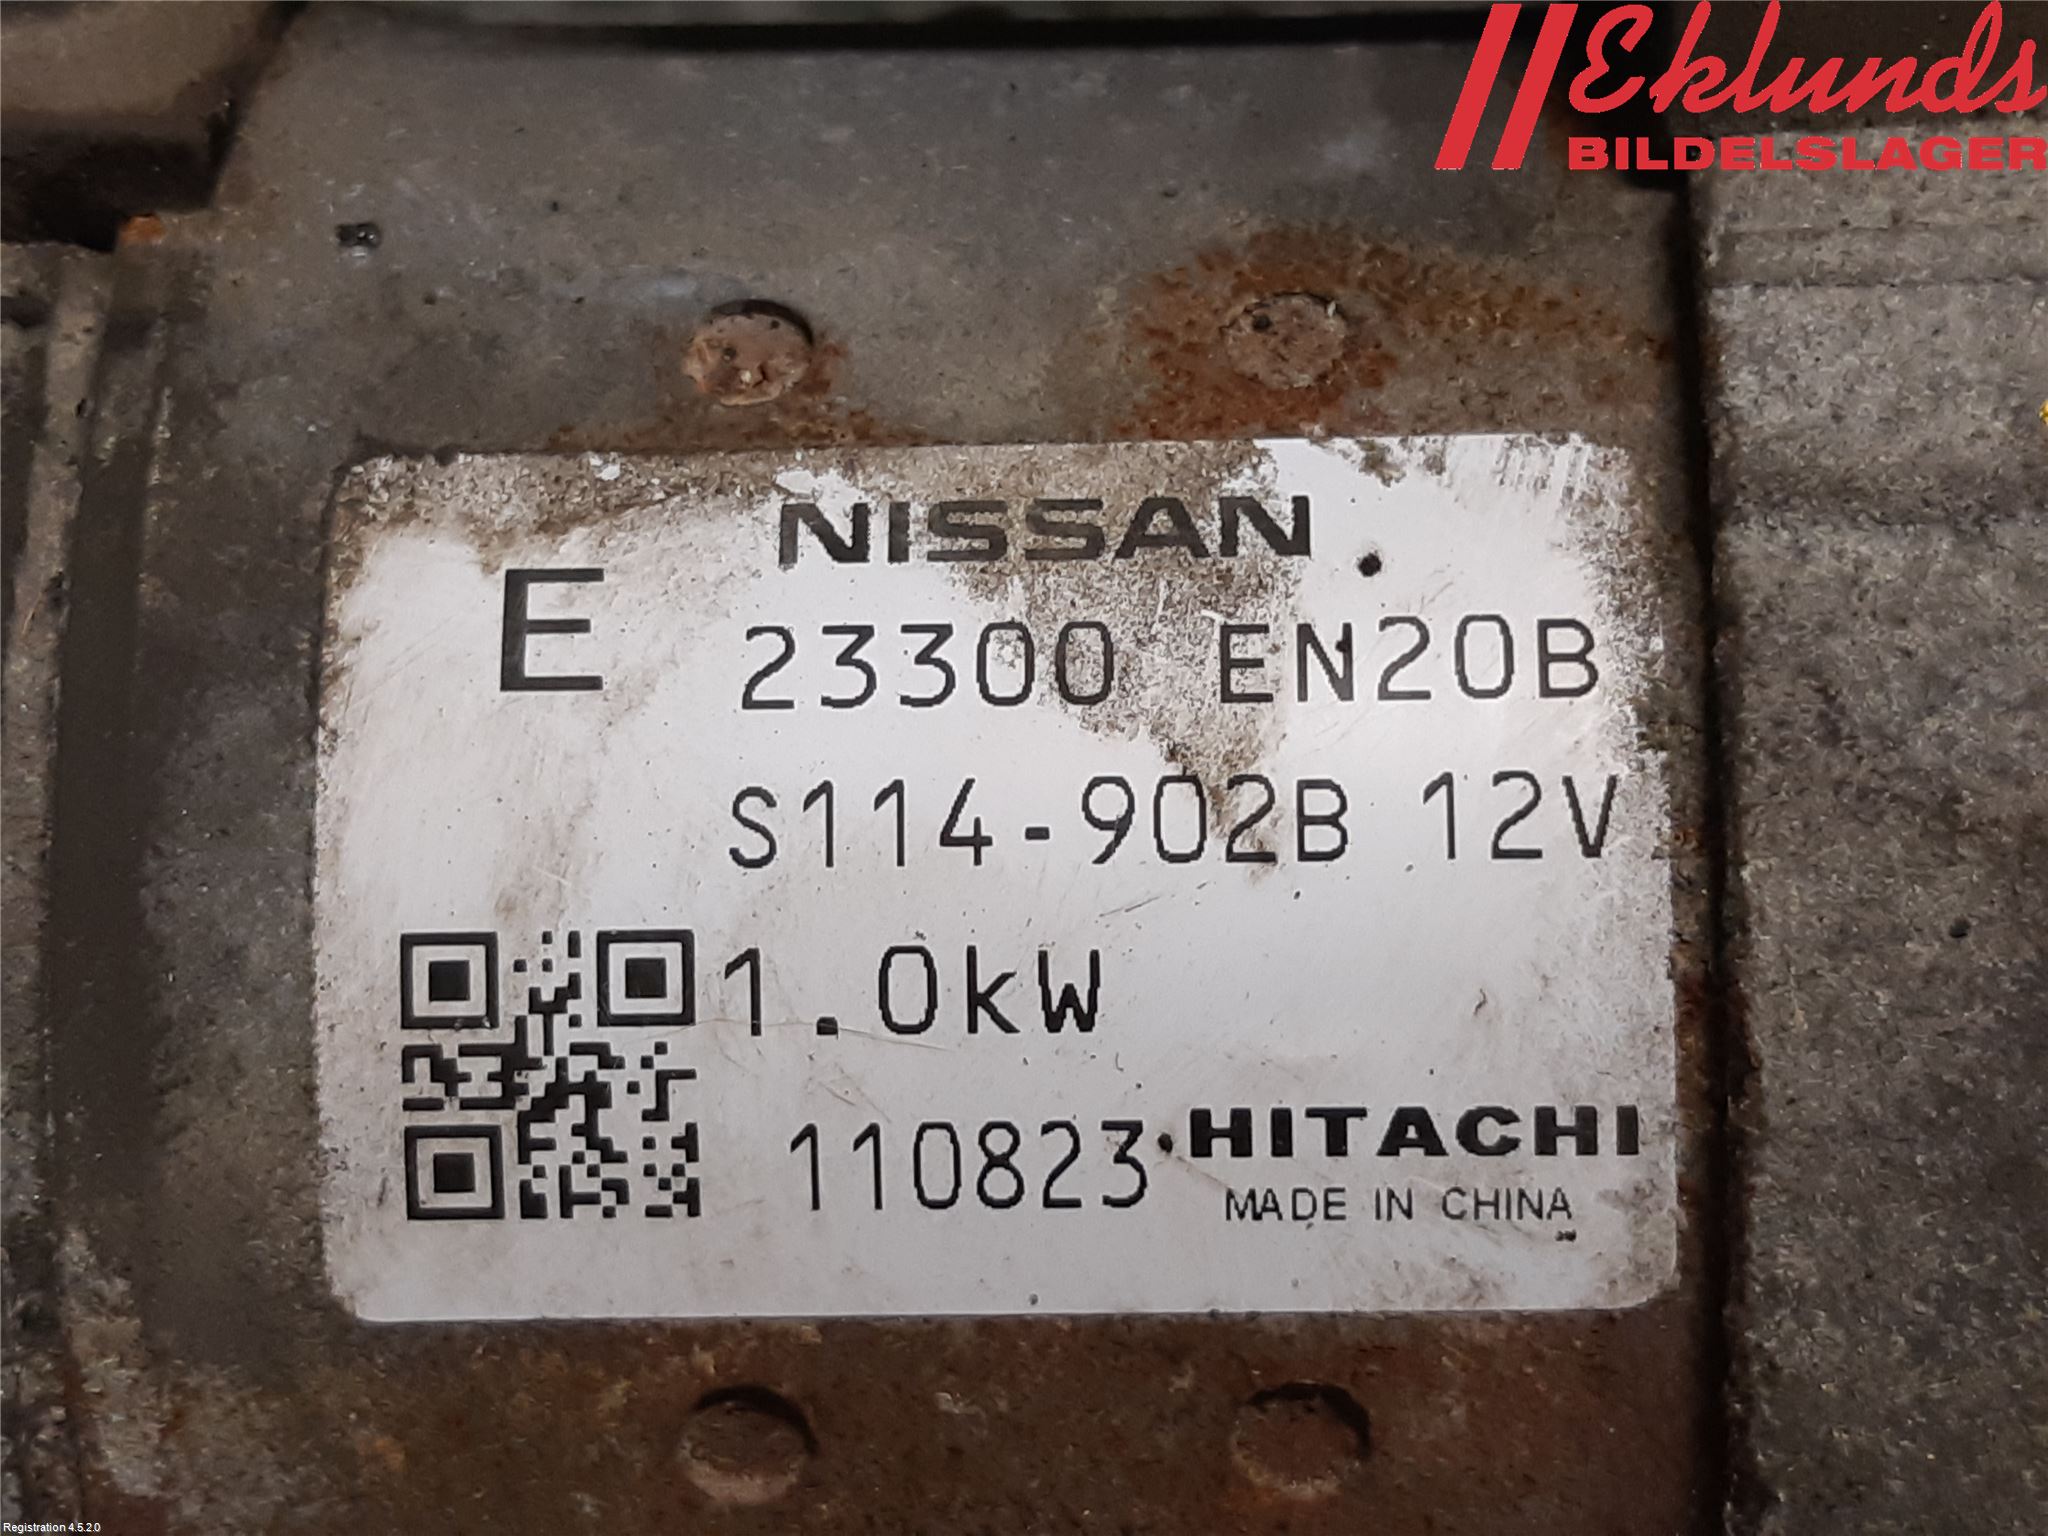 Eklunds
BILDELSLAGER
NISSAN
E
23300 EN20B
S114-902B 12V
1.0kW
110823
HITACHI
MADE IN CHINA
Registration 4.5.2.0